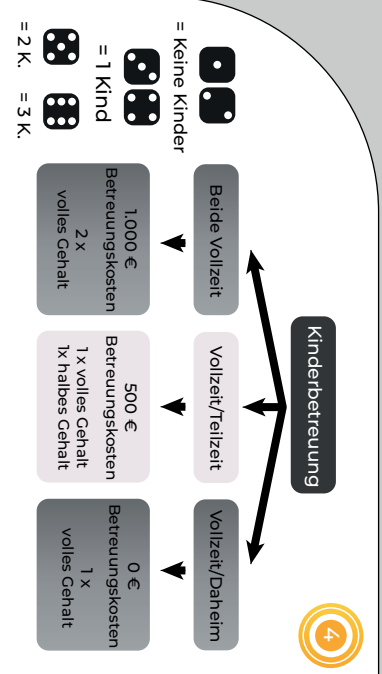 4
Kinderbetreuung
Beide Vollzeit
Vollzeit/Teilzeit
Vollzeit/Daheim
1.000 €
Betreuungskosten
2 x
volles Gehalt
500 €
Betreuungskosten
1 x volles Gehalt
1x halbes Gehalt
0 €
Betreuungskosten
1 x
volles Gehalt
= Keine Kinder
= 1 Kind
= 2 K.
= 3 K.